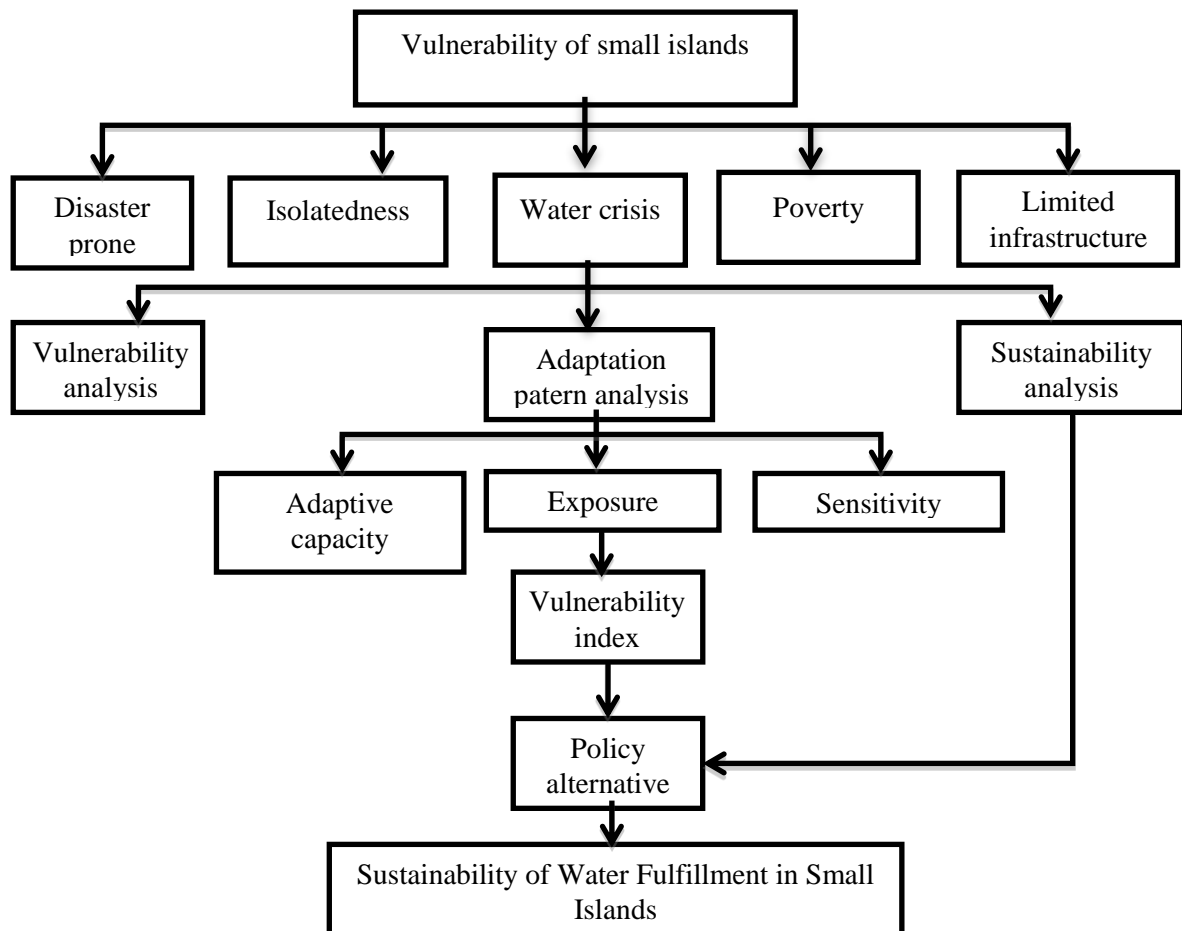 Vulnerability of small islands
Disaster
prone
Isolatedness
Water crisis
Poverty
Limited
infrastructure
Vulnerability
analysis
Adaptation
patern analysis
Sustainability
analysis
Adaptive
capacity
Exposure
Sensitivity
Vulnerability
index
Policy
alternative
Sustainability of Water Fulfillment in Small
Islands